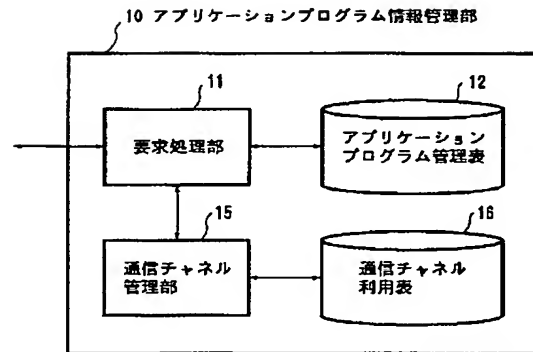 10 アプリケーションプログラム情報管理部
11
要求処理部
12
アプリケーション
プログラム管理表
15
通信チャネル
管理部
16
通信チャネル
利用表